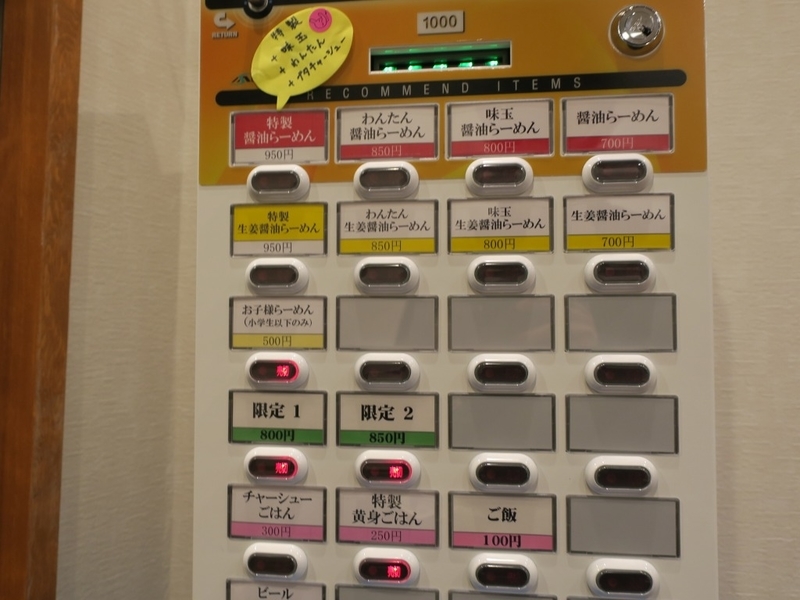 1000
RETURN
特製
+味玉
+わんたん
+イタチャーシュー
RECOMMEND ITEMS
特製
醤油らーめん
950円
わんたん
醤油らーめん
850円
味玉
醤油らーめん
800円
醤油らーめん
700円
特製
生姜醤油らーめん
950円
わんたん
生姜醤油らーめん
850円
味玉
生姜醤油らーめん
800円
生姜醤油らーめん
700円
お子様らーめん
(小学生以下のみ)
500円
限定 1
800円
限定 2
850円
チャーシュー
ごはん
300円
特製
黄身ごはん
250円
ご飯
100円
ビール